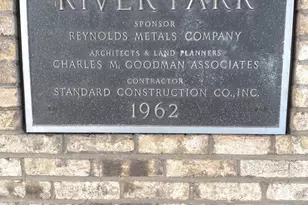 RIVER PARK
SPONSOR
REYNOLDS METALS COMPANY
ARCHITECTS & LAND PLANNERS
CHARLES M. GOODMAN ASSOCIATES
CONTRACTOR
STANDARD CONSTRUCTION CO., INC.
1962